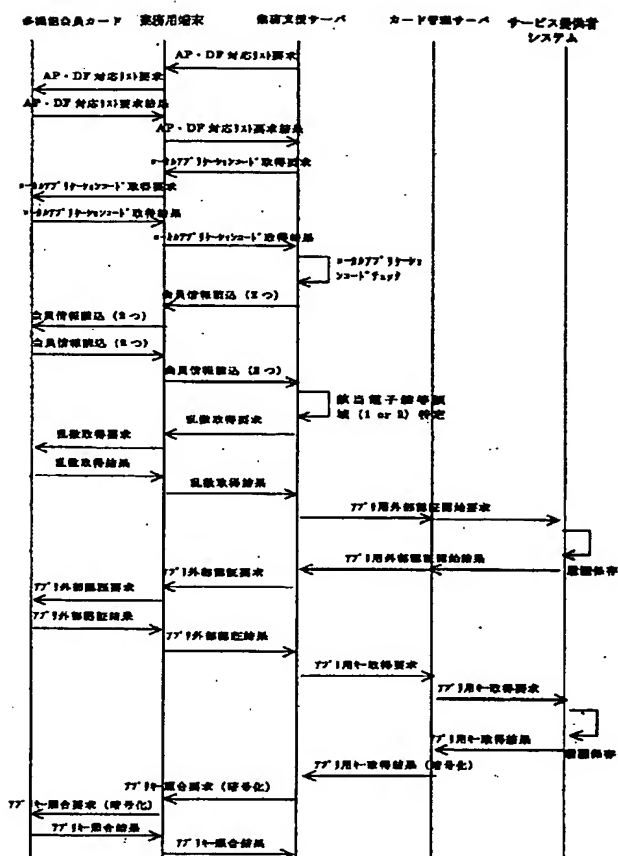 多機能会員カード 業務用端末 業務支援サーバ カード管理サーバ サービス提供者
システム
AP・DF 対応リスト要求
AP・DF 対応リスト要求
AP・DF 対応リスト要求結果
AP・DF 対応リスト要求結果
ローカルアプリケーションコード取得要求
ローカルアプリケーションコード取得要求
ローカルアプリケーションコード取得結果
ローカルアプリケーションコード取得結果
ローカルアプリケーショ
ンコードチェック
会員情報読込 (2つ)
会員情報読込 (2つ)
会員情報読込 (2つ)
会員情報読込 (2つ)
該当電子 領
域 (1 or 2) 特定
乱数取得要求
乱数取得要求
乱数取得結果
乱数取得結果
アプリ用外部認証開始要求
アプリ用外部認証開始結果
履歴保存
アプリ外部認証要求
アプリ外部認証要求
アプリ外部認証結果
アプリ外部認証結果
アプリ用キー取得要求
アプリ用キー取得要求
アプリ用キー取得結果
履歴保存
アプリ用キー取得結果 (暗号化)
アプリキー照合要求 (暗号化)
アプリキー照合要求 (暗号化)
アプリキー照合結果
アプリキー照合結果